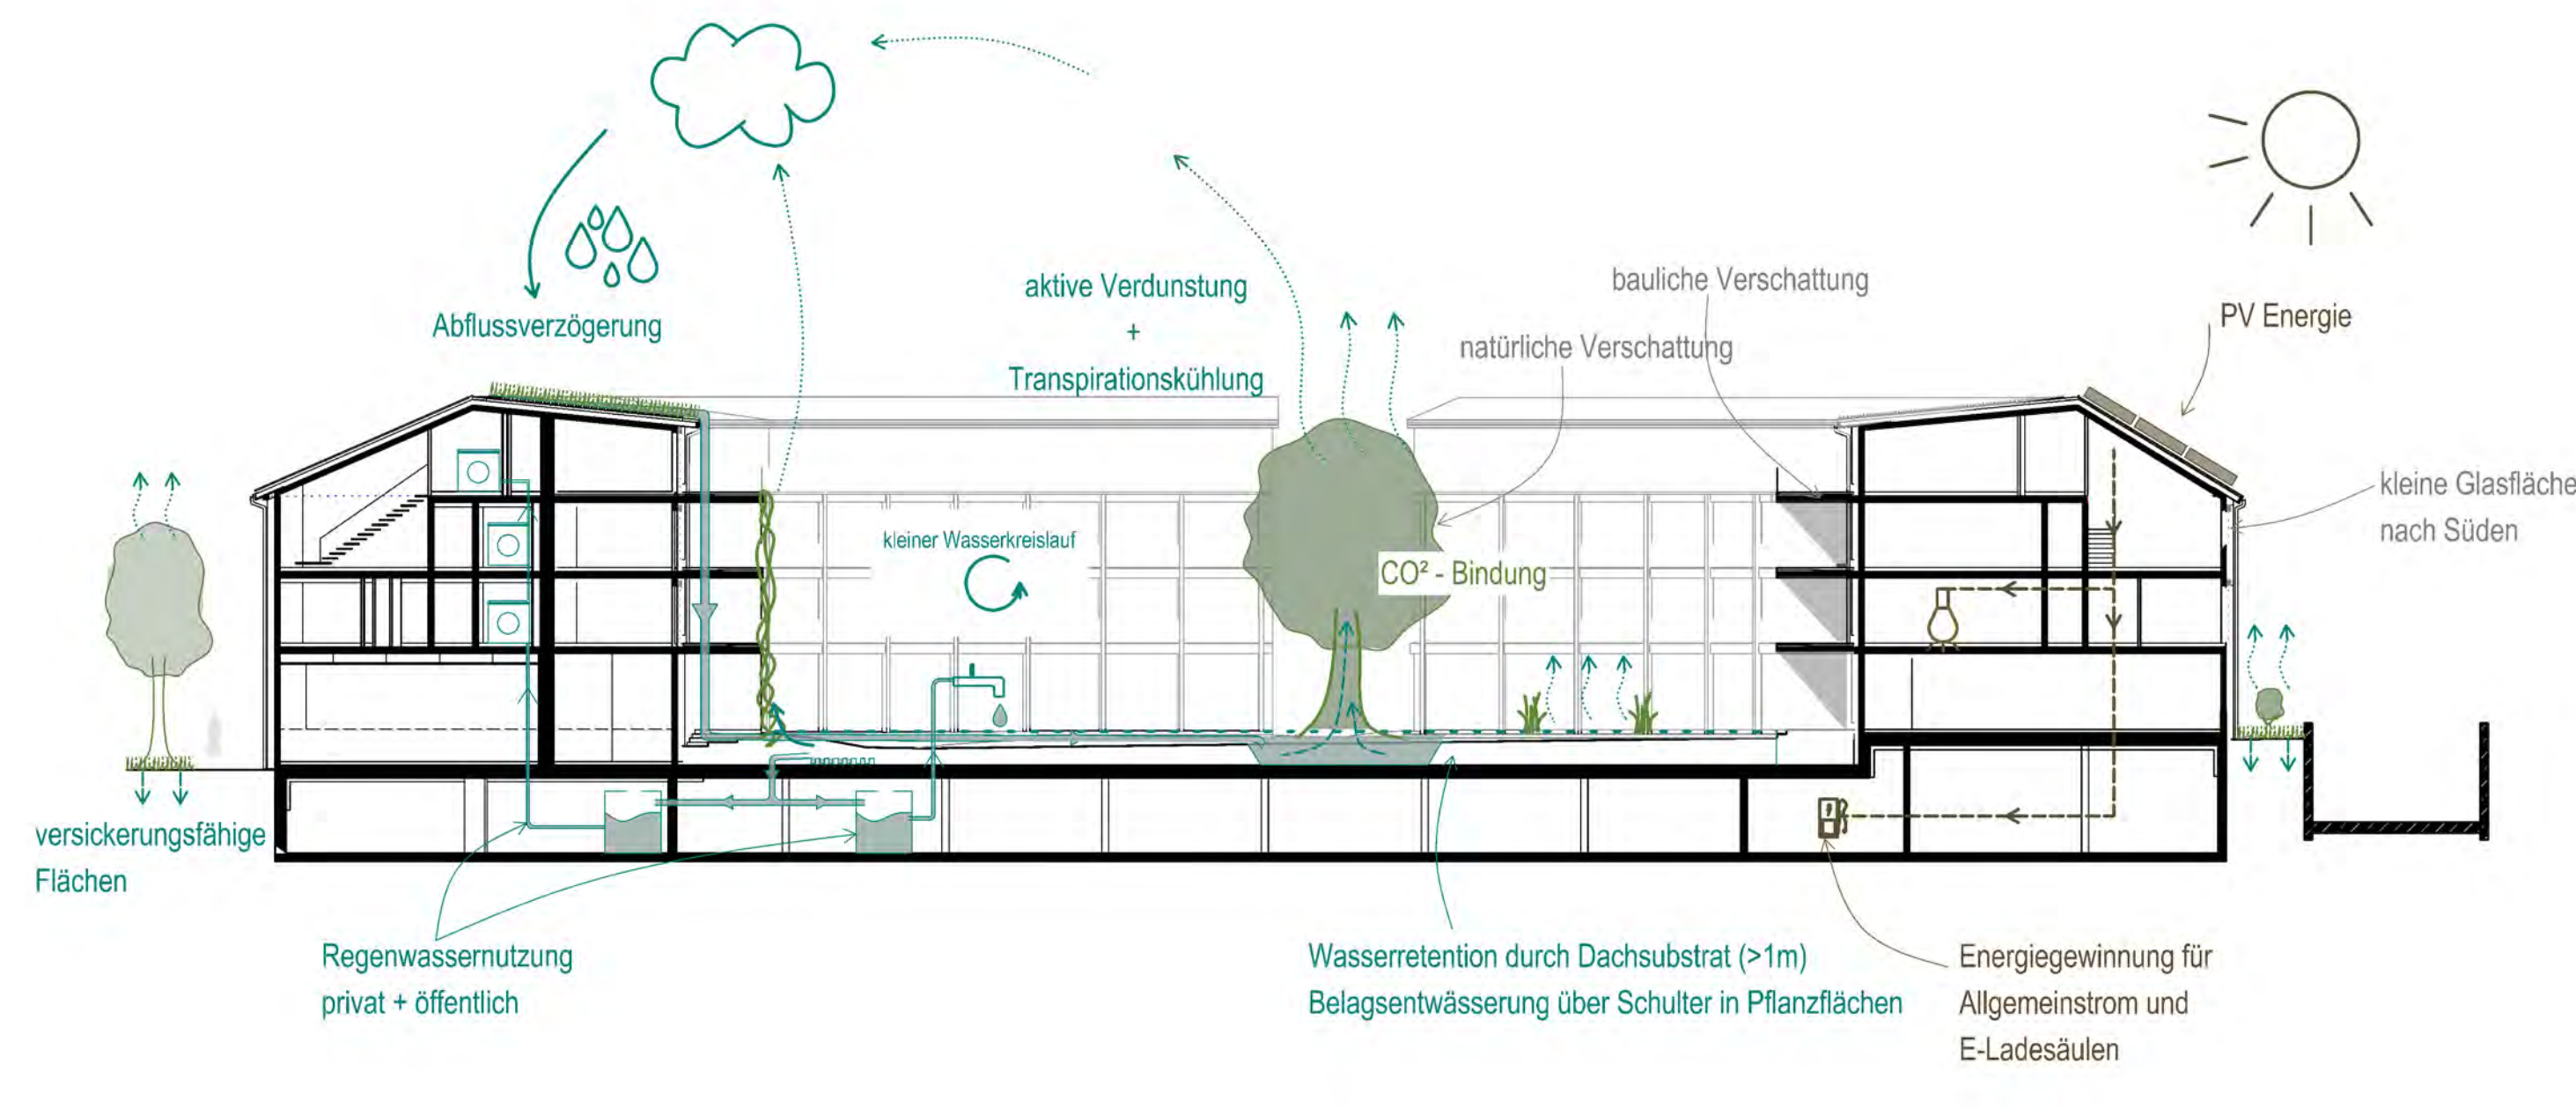 Abflussverzögerung
aktive Verdunstung
+
Transpirationskühlung
bauliche Verschattung
natürliche Verschattung
PV Energie
kleine Glasfläche
nach Süden
kleiner Wasserkreislauf
CO² - Bindung
versickerungsfähige
Flächen
Regenwassernutzung
privat + öffentlich
Wasserretention durch Dachsubstrat (>1m)
Belagsentwässerung über Schulter in Pflanzflächen
Energiegewinnung für
Allgemeinstrom und
E-Ladesäulen